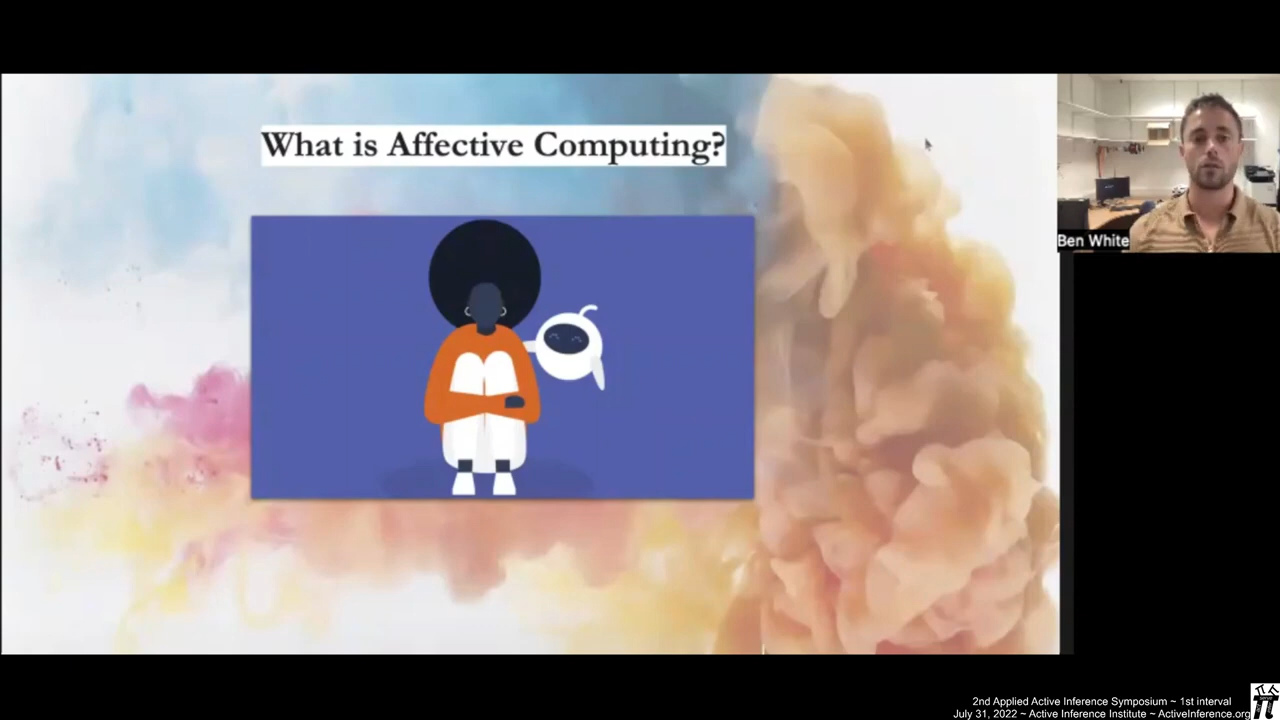 What is Affective Computing?
Ben White
2nd Applied Active Inference Symposium ~ 1st interval
July 31, 2022 ~ Active Inference Institute ~ ActiveInference.org